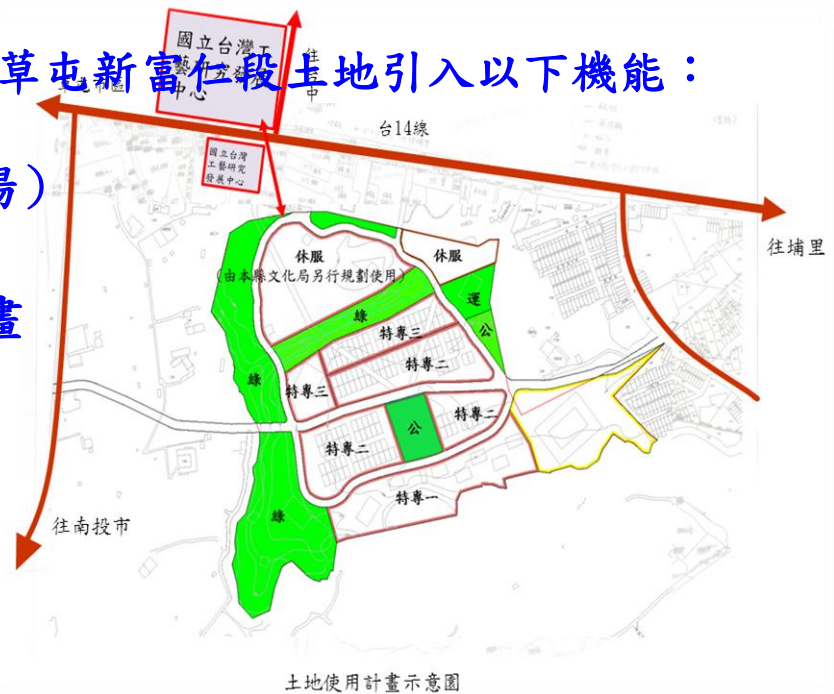 草屯新富仁段土地引入以下機能：
國立台灣工
藝研究發展
中心
往台中
草屯市區
台14線
國立台灣
工藝研究
發展中心
場）
往埔里
休服
（由本縣文化局另行規劃使用）
休服
畫
運
綠
公
特專三
特專二
綠
特專三
特專二
公
特專二
特專一
綠
往南投市
土地使用計畫示意圖